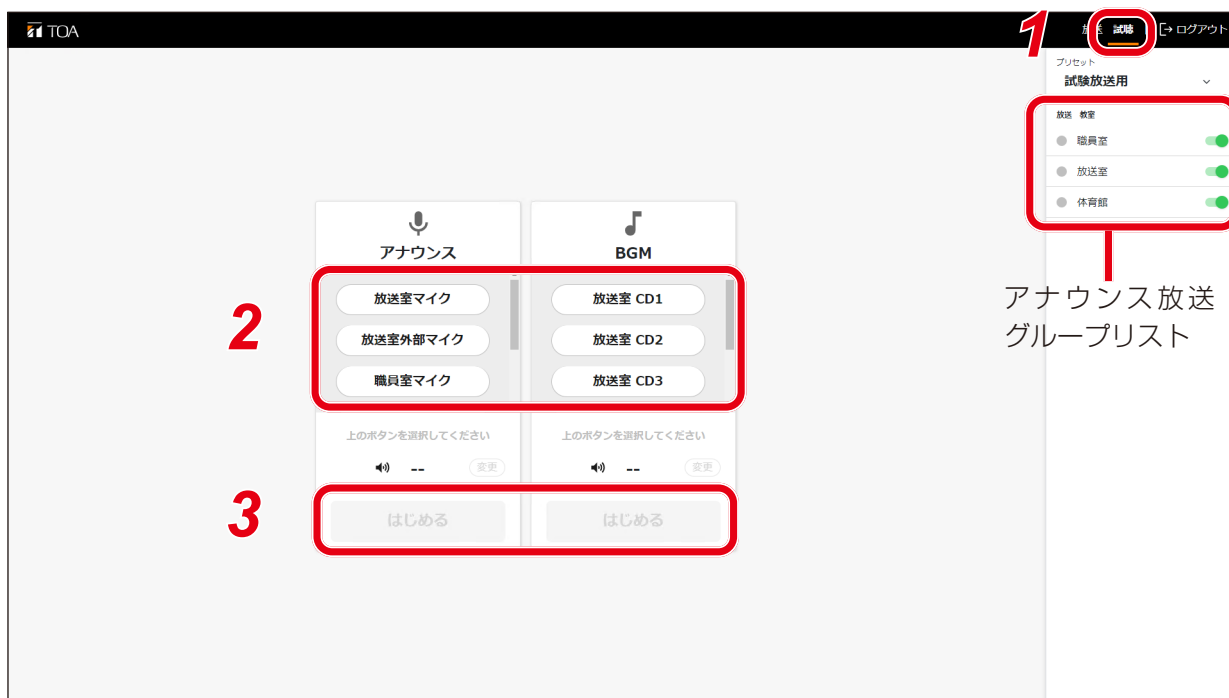 TOA
1
放送 試聴 ログアウト
プリセット
試験放送用
放送 教室
職員室
放送室
体育館
アナウンス放送
グループリスト
アナウンス
BGM
2
放送室マイク
放送室 CD1
放送室外部マイク
放送室 CD2
職員室マイク
放送室 CD3
上のボタンを選択してください
上のボタンを選択してください
-- 変更
-- 変更
3
はじめる
はじめる